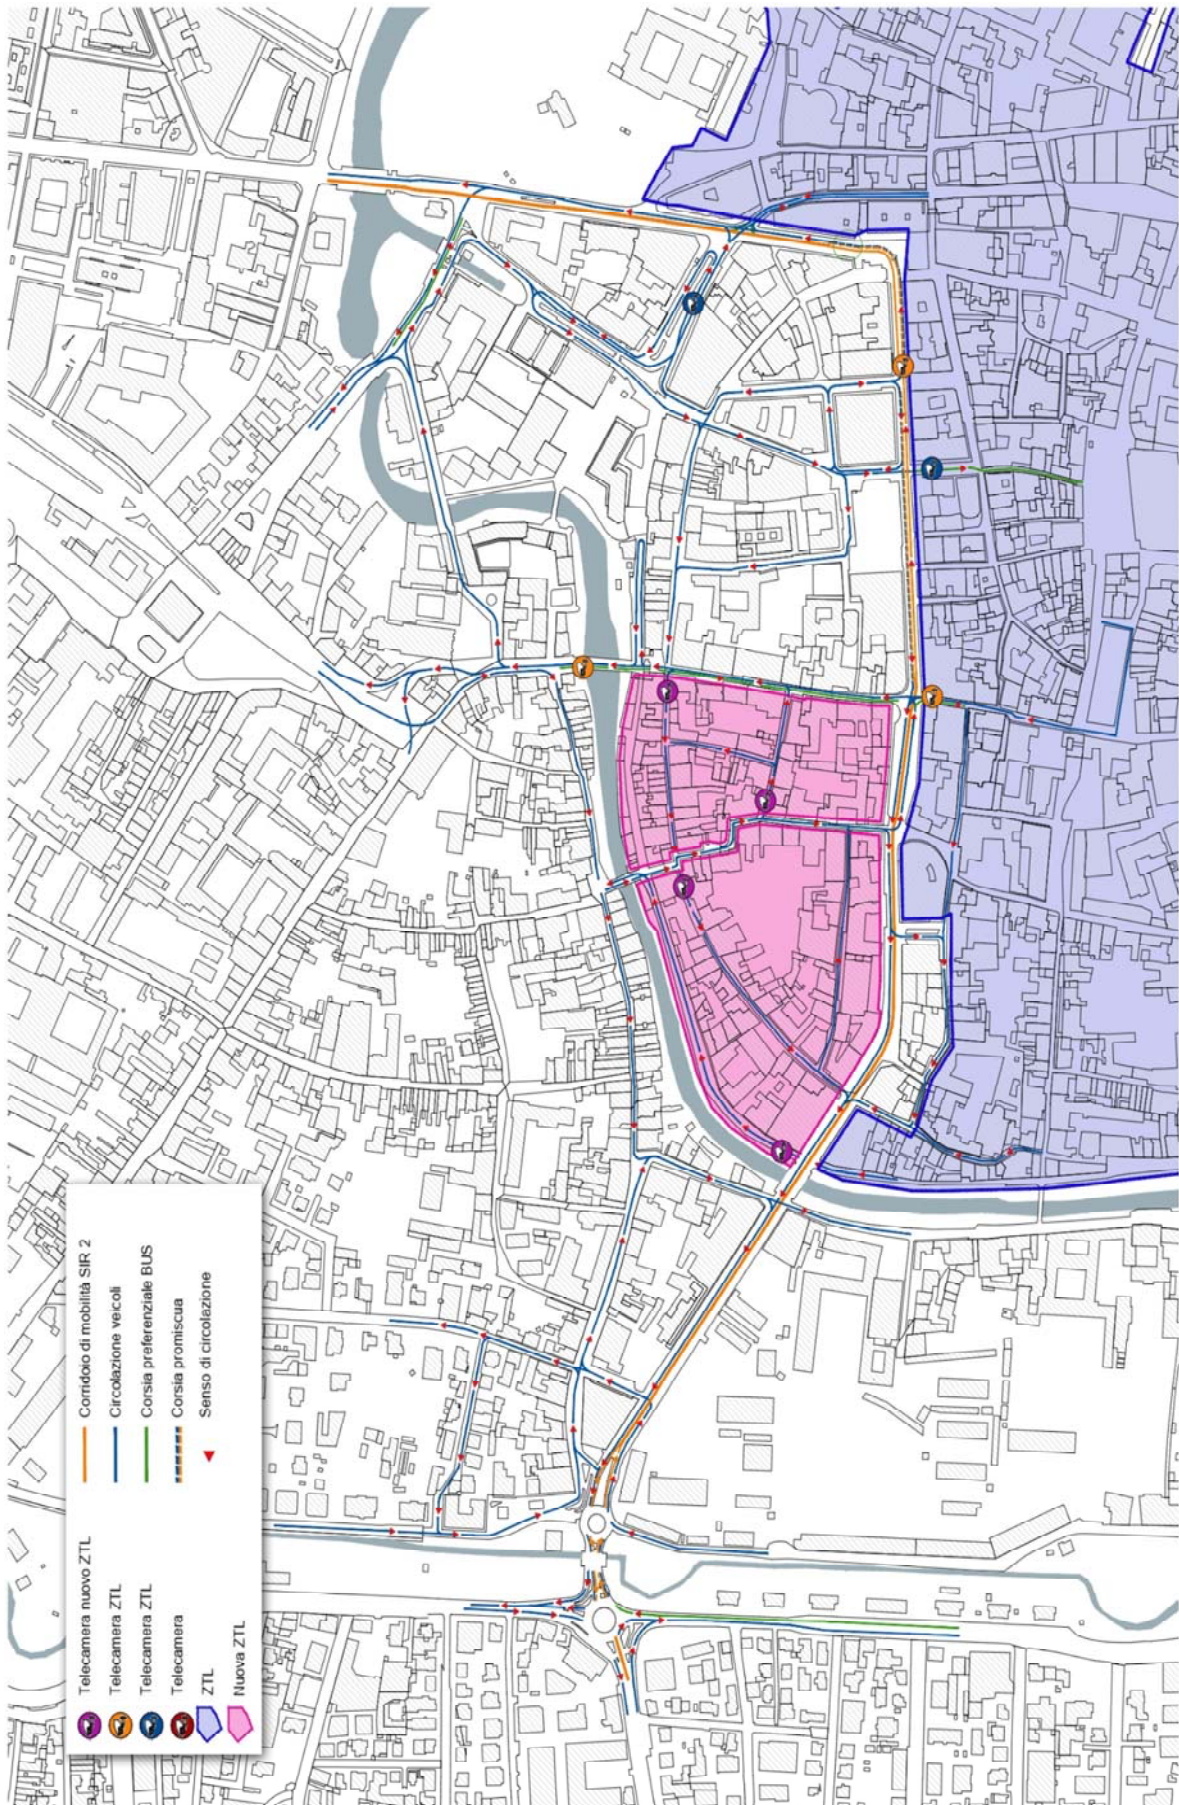 Telecamera nuovo ZTL
Telecamera ZTL
Telecamera ZTL
Telecamera
ZTL
Nuova ZTL
Corridoio di mobilità SIR 2
Circolazione veicoli
Corsia preferenziale BUS
Corsia promiscua
Senso di circolazione